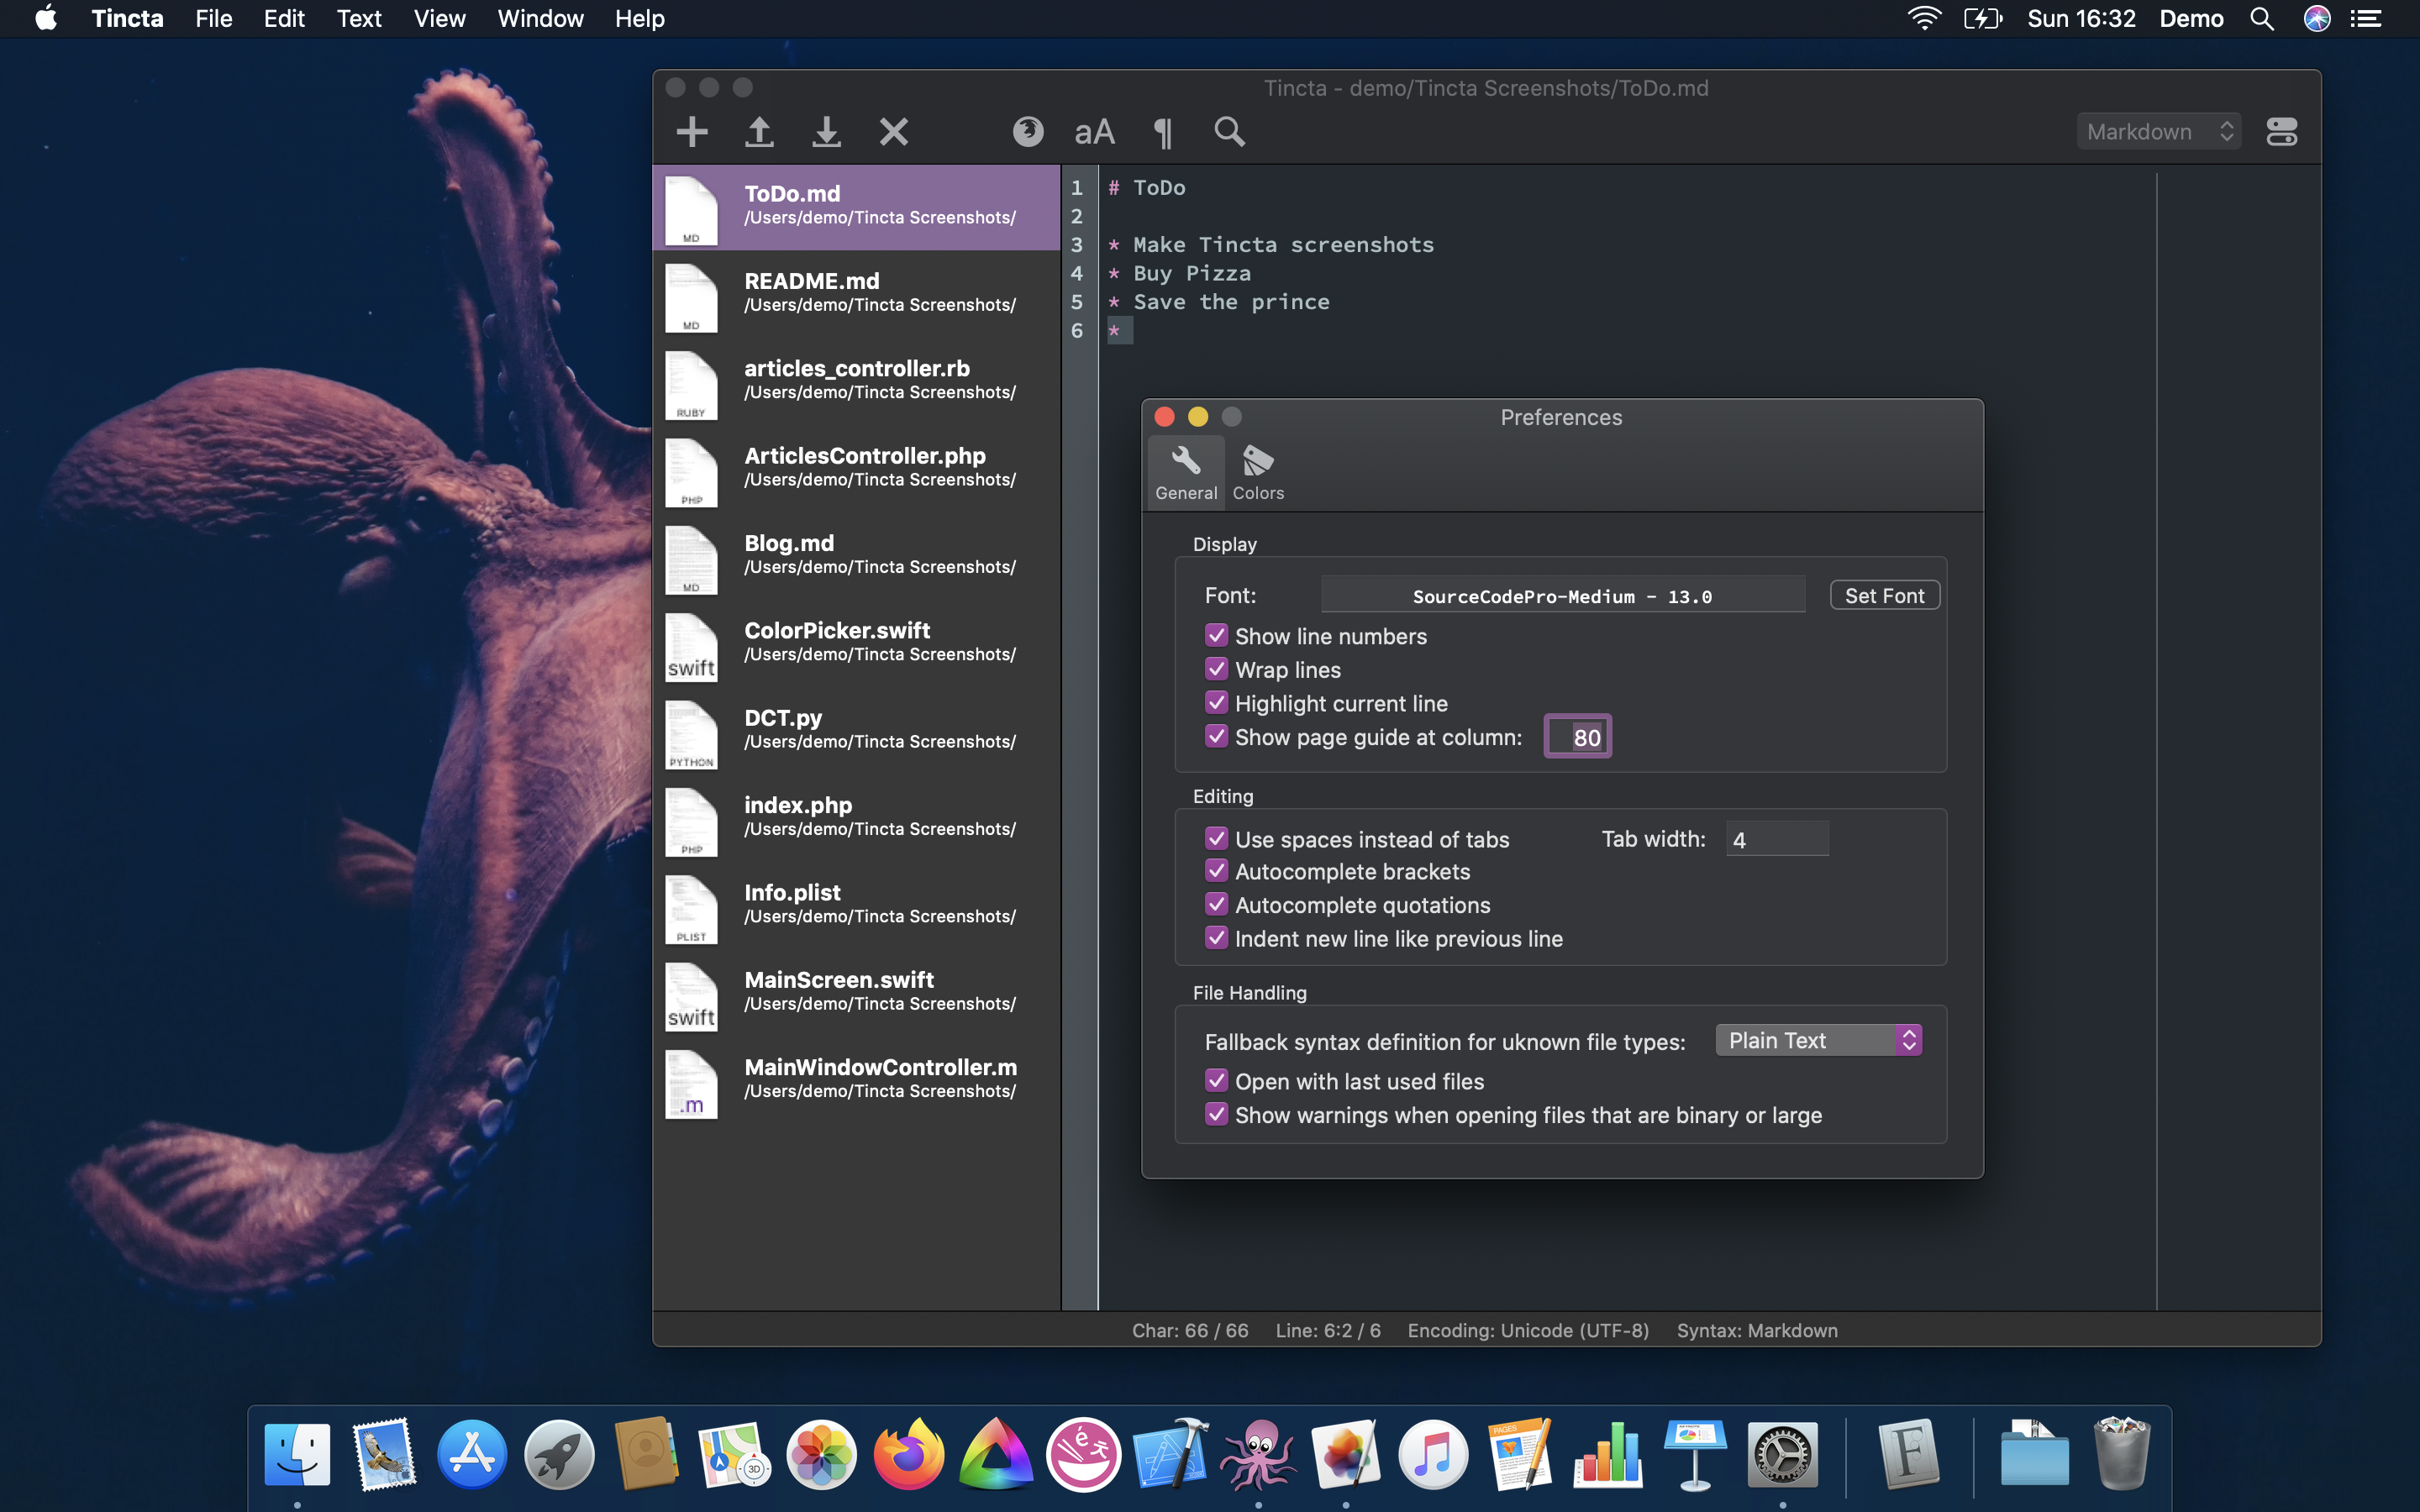 Tincta File Edit Text View Window Help Sun 16:32 Demo
Tincta - demo/Tincta Screenshots/ToDo.md
aA ¶ Markdown
ToDo.md
/Users/demo/Tincta Screenshots/
MD
README.md
/Users/demo/Tincta Screenshots/
MD
articles_controller.rb
/Users/demo/Tincta Screenshots/
RUBY
ArticlesController.php
/Users/demo/Tincta Screenshots/
PHP
Blog.md
/Users/demo/Tincta Screenshots/
MD
ColorPicker.swift
/Users/demo/Tincta Screenshots/
swift
DCT.py
/Users/demo/Tincta Screenshots/
PYTHON
index.php
/Users/demo/Tincta Screenshots/
PHP
Info.plist
/Users/demo/Tincta Screenshots/
PLIST
MainScreen.swift
/Users/demo/Tincta Screenshots/
swift
MainWindowController.m
/Users/demo/Tincta Screenshots/
.m
1 # ToDo
2
3 * Make Tincta screenshots
4 * Buy Pizza
5 * Save the prince
6 *
Preferences
General Colors
Display
Font: SourceCodePro-Medium - 13.0 Set Font
Show line numbers
Wrap lines
Highlight current line
Show page guide at column: 80
Editing
Use spaces instead of tabs Tab width: 4
Autocomplete brackets
Autocomplete quotations
Indent new line like previous line
File Handling
Fallback syntax definition for uknown file types: Plain Text
Open with last used files
Show warnings when opening files that are binary or large
Char: 66 / 66 Line: 6:2 / 6 Encoding: Unicode (UTF-8) Syntax: Markdown
3D
PAGES
F